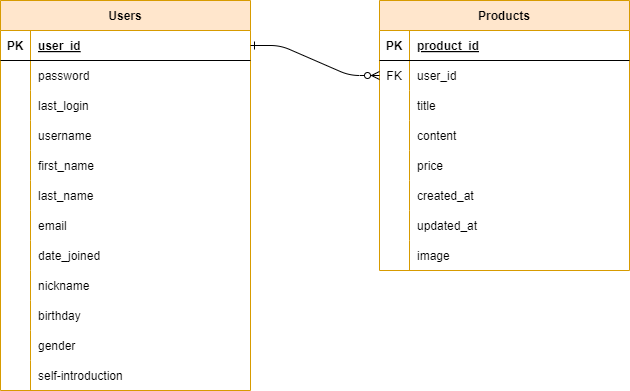 Users
PK user_id
password
last_login
username
first_name
last_name
email
date_joined
nickname
birthday
gender
self-introduction
Products
PK product_id
FK user_id
title
content
price
created_at
updated_at
image